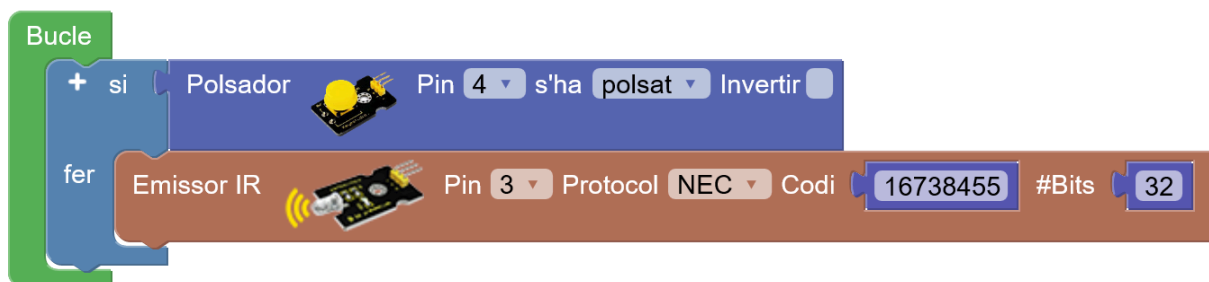 Bucle
+ si Polsador Pin 4 s'ha polsat Invertir
fer Emissor IR Pin 3 Protocol NEC Codi 16738455 #Bits 32